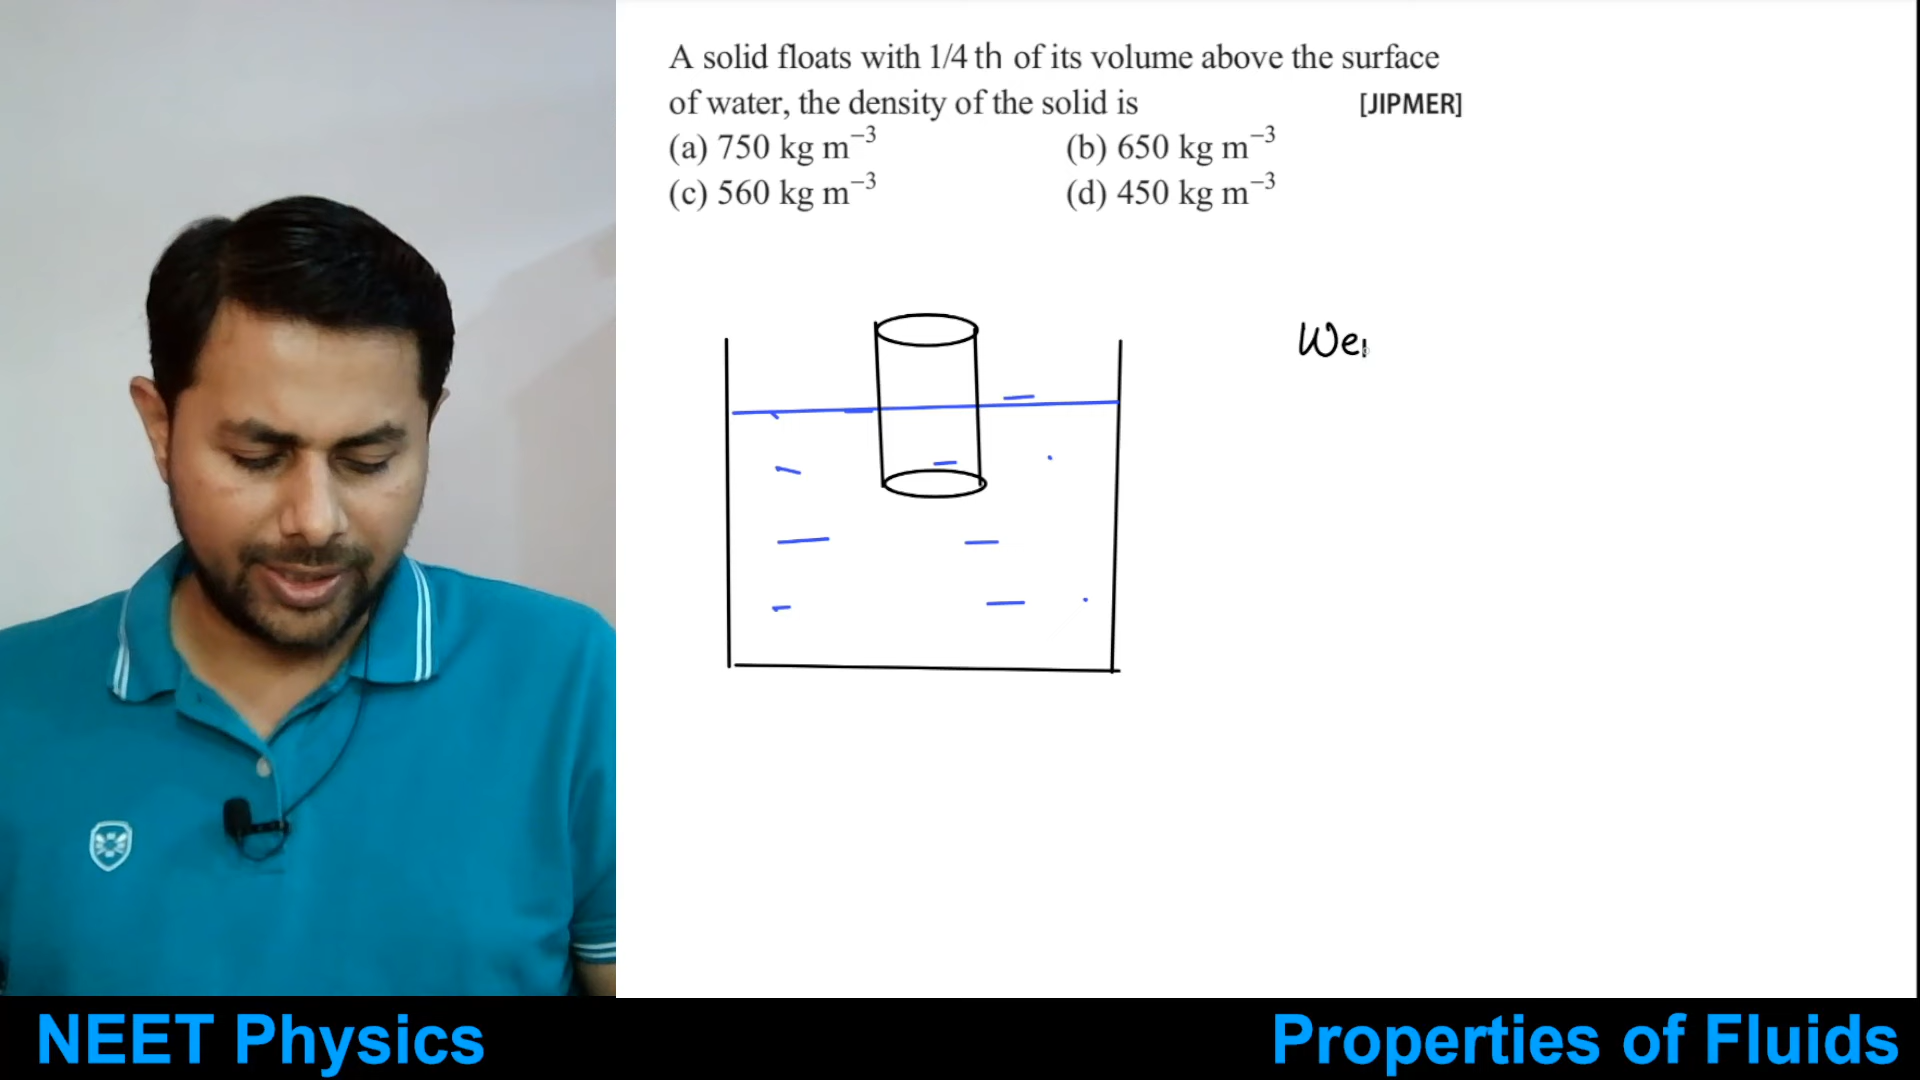 A solid floats with 1/4 th of its volume above the surface
of water, the density of the solid is [JIPMER]
(a) 750 kg m⁻³ (b) 650 kg m⁻³
(c) 560 kg m⁻³ (d) 450 kg m⁻³
We
NEET Physics Properties of Fluids